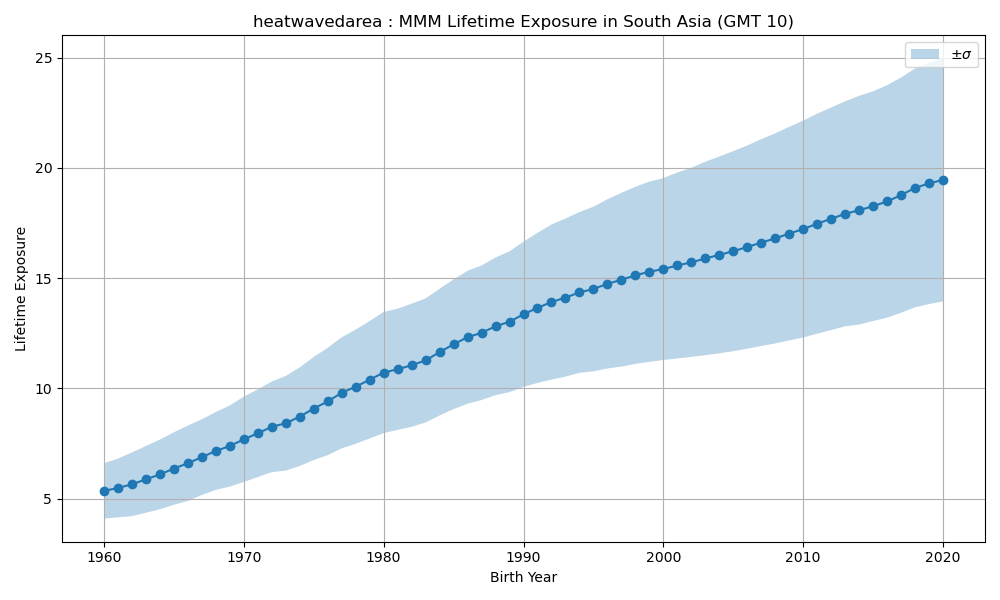 heatwavedarea : MMM Lifetime Exposure in South Asia (GMT 10)
±σ
Lifetime Exposure
25
20
15
10
5
1960 1970 1980 1990 2000 2010 2020
Birth Year